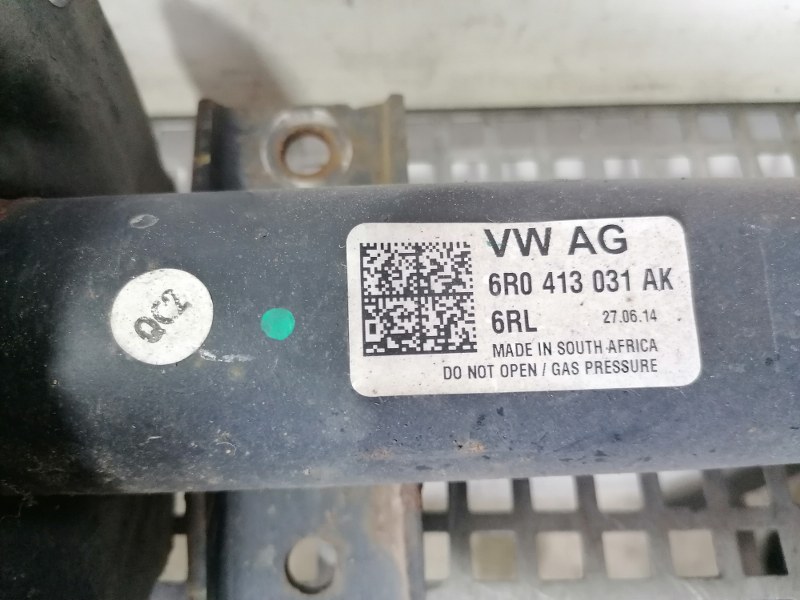 VW AG
6R0 413 031 AK
6RL 27.06.14
MADE IN SOUTH AFRICA
DO NOT OPEN / GAS PRESSURE
QC2